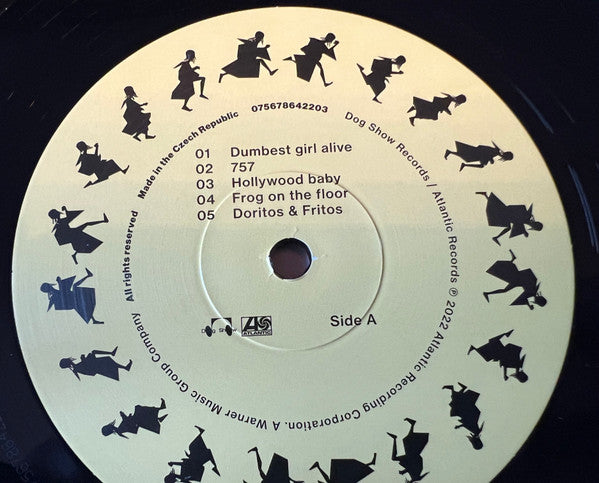 All rights reserved Made in the Czech Republic 075678642203 Dog Show Records / Atlantic Records ℗ 2022 Atlantic Recording Corporation. A Warner Music Group Company
01 Dumbest girl alive
02 757
03 Hollywood baby
04 Frog on the floor
05 Doritos & Fritos
ATLANTIC
Side A